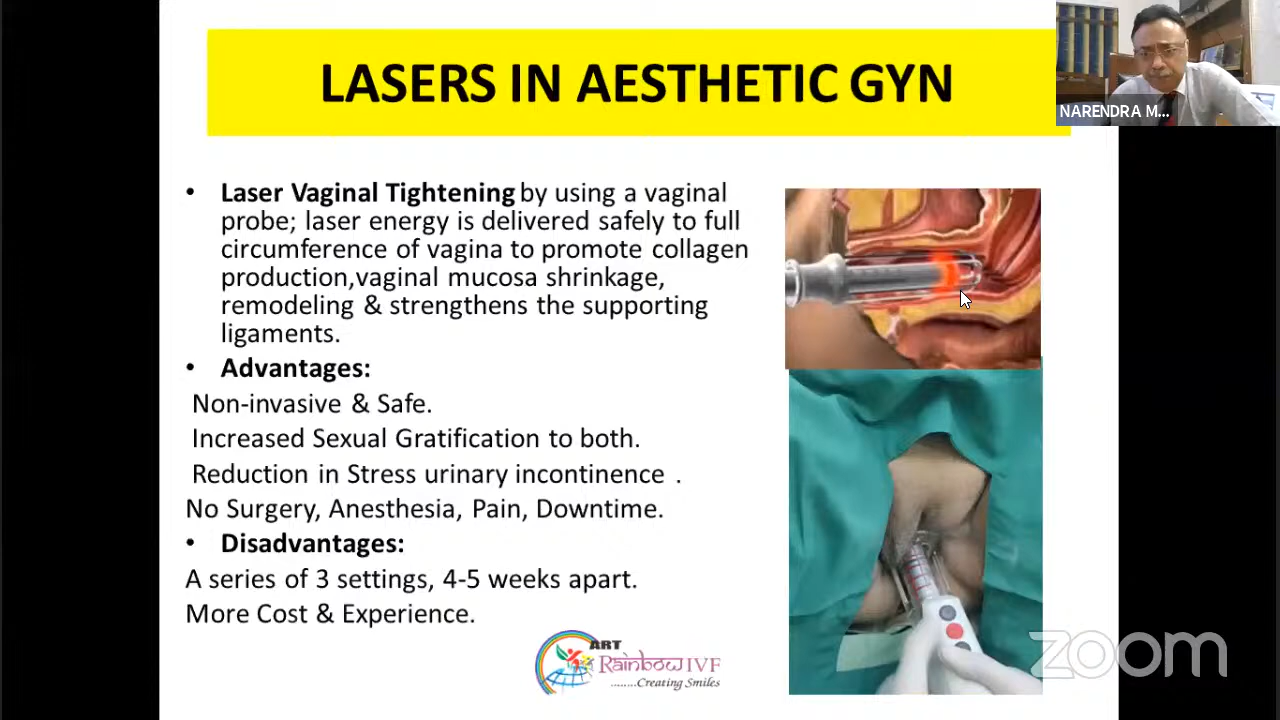 LASERS IN AESTHETIC GYN
NARENDRA M...
• Laser Vaginal Tightening by using a vaginal
probe; laser energy is delivered safely to full
circumference of vagina to promote collagen
production,vaginal mucosa shrinkage,
remodeling & strengthens the supporting
ligaments.
• Advantages:
Non-invasive & Safe.
Increased Sexual Gratification to both.
Reduction in Stress urinary incontinence .
No Surgery, Anesthesia, Pain, Downtime.
• Disadvantages:
A series of 3 settings, 4-5 weeks apart.
More Cost & Experience.
ART
Rainbow IVF
.......Creating Smiles
zoom